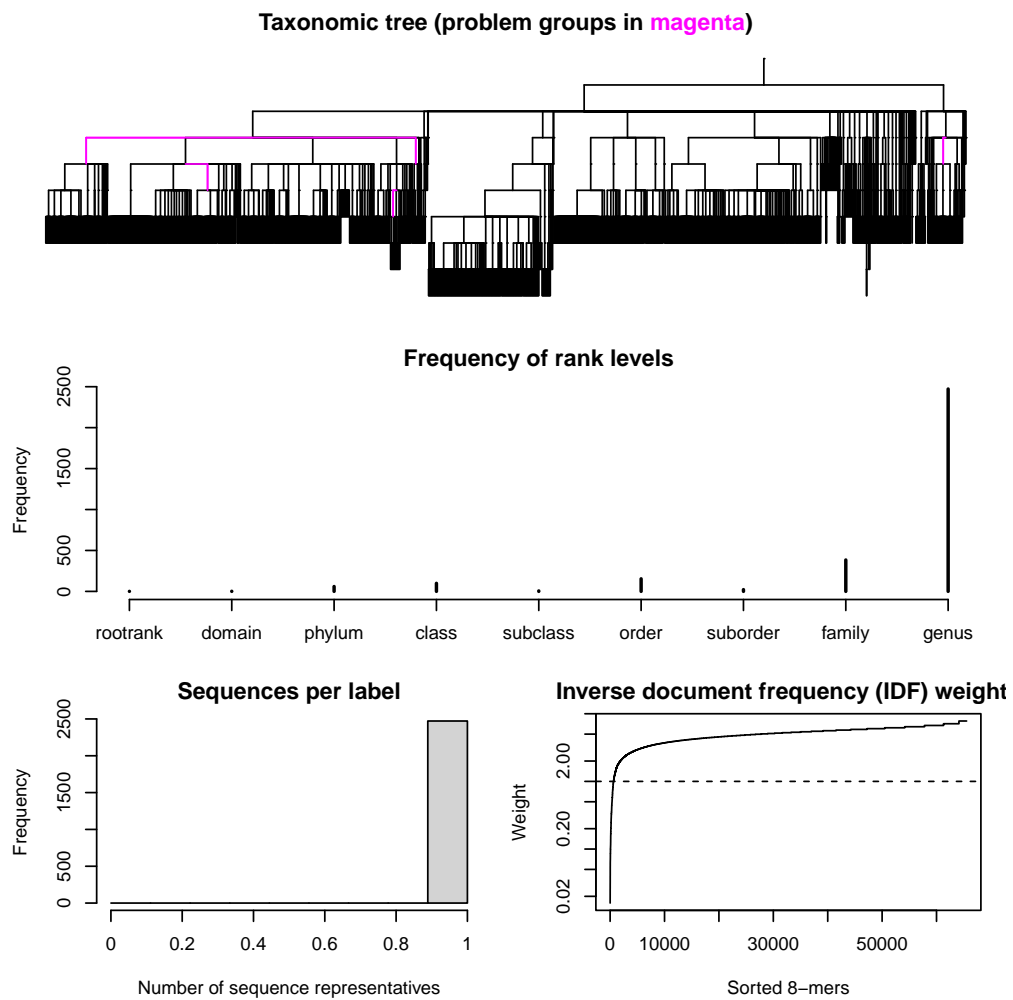 Taxonomic tree (problem groups in magenta)
Frequency of rank levels
Frequency
2500
1500
500
0
rootrank domain phylum class subclass order suborder family genus
Sequences per label
Frequency
2500
1500
500
0
0 0.2 0.4 0.6 0.8 1
Number of sequence representatives
Inverse document frequency (IDF) weight
Weight
2.00
0.20
0.02
0 10000 30000 50000
Sorted 8−mers